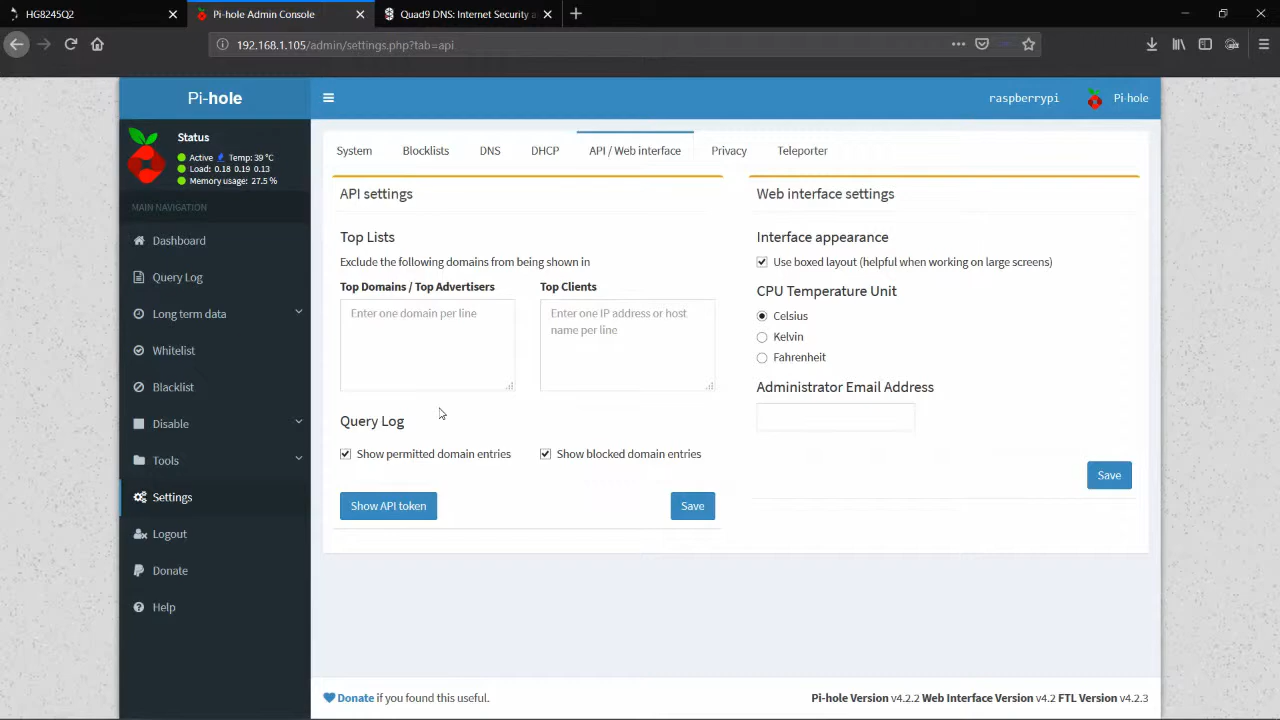 HG8245Q2
Pi-hole Admin Console
Quad9 DNS: Internet Security a
192.168.1.105/admin/settings.php?tab=api
Pi-hole
raspberrypi
Pi-hole
Status
Active Temp: 39 °C
Load: 0.18 0.19 0.13
Memory usage: 27.5 %
MAIN NAVIGATION
Dashboard
Query Log
Long term data
Whitelist
Blacklist
Disable
Tools
Settings
Logout
Donate
Help
System
Blocklists
DNS
DHCP
API / Web interface
Privacy
Teleporter
API settings
Top Lists
Exclude the following domains from being shown in
Top Domains / Top Advertisers
Enter one domain per line
Top Clients
Enter one IP address or host
name per line
Query Log
Show permitted domain entries
Show blocked domain entries
Show API token
Save
Web interface settings
Interface appearance
Use boxed layout (helpful when working on large screens)
CPU Temperature Unit
Celsius
Kelvin
Fahrenheit
Administrator Email Address
Save
Donate if you found this useful.
Pi-hole Version v4.2.2 Web Interface Version v4.2 FTL Version v4.2.3